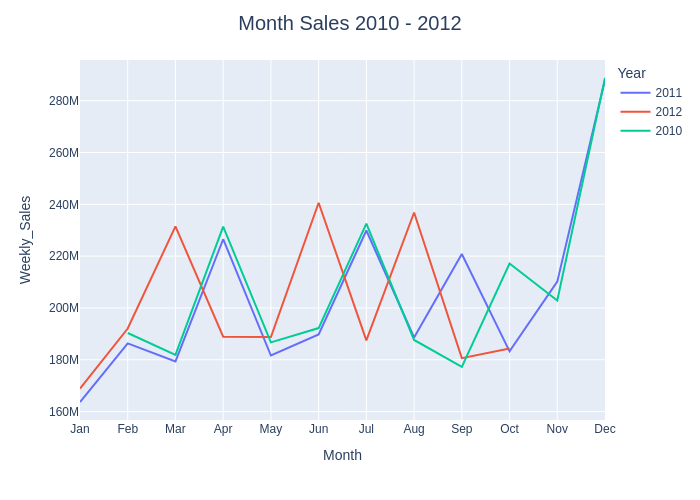 Month Sales 2010 - 2012
Year
2011
2012
2010
280M
260M
240M
220M
200M
180M
160M
Weekly_Sales
Jan Feb Mar Apr May Jun Jul Aug Sep Oct Nov Dec
Month